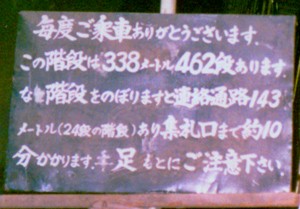 毎度ご乗車ありがとうございます.
この階段は338メートル462段あります.
な 階段をのぼりますと連絡通路143
メートル(24段の階段)あり集札口まで約10
分かかります. 足もとにご注意下さい.